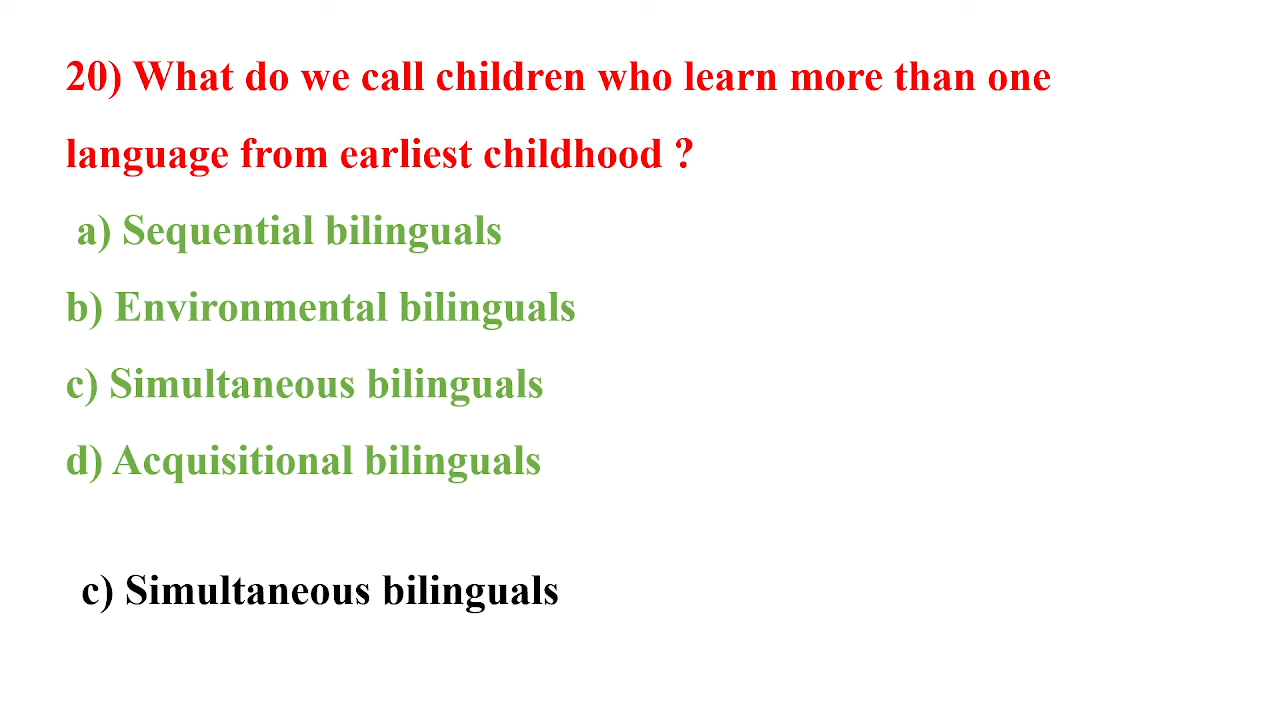 20) What do we call children who learn more than one
language from earliest childhood ?
a) Sequential bilinguals
b) Environmental bilinguals
c) Simultaneous bilinguals
d) Acquisitional bilinguals
c) Simultaneous bilinguals